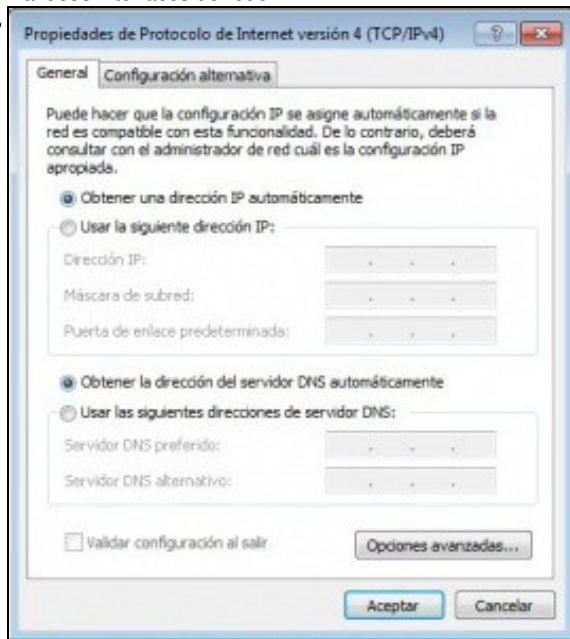 Propiedades de Protocolo de Internet versión 4 (TCP/IPv4)
General
Configuración alternativa
Puede hacer que la configuración IP se asigne automáticamente si la
red es compatible con esta funcionalidad. De lo contrario, deberá
consultar con el administrador de red cuál es la configuración IP
apropiada.
Obtener una dirección IP automáticamente
Usar la siguiente dirección IP:
Dirección IP:
Máscara de subred:
Puerta de enlace predeterminada:
Obtener la dirección del servidor DNS automáticamente
Usar las siguientes direcciones de servidor DNS:
Servidor DNS preferido:
Servidor DNS alternativo:
Validar configuración al salir
Opciones avanzadas...
Aceptar
Cancelar